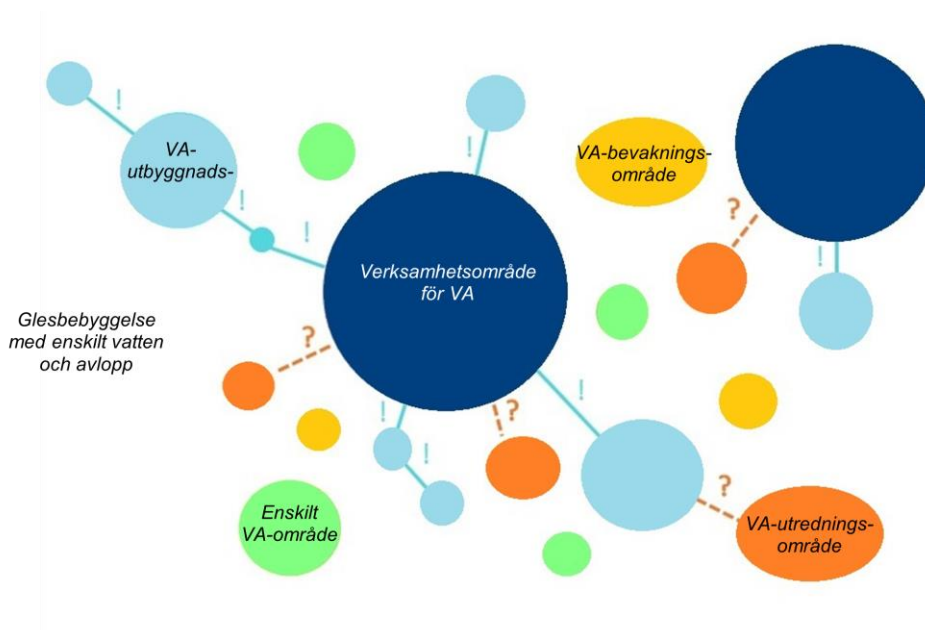 !
VA-
utbyggnads-
!
!
!
VA-bevaknings-
område
?
!
Verksamhetsområde
för VA
Glesbebyggelse
med enskilt vatten
och avlopp
?
!
?
!
!
Enskilt
VA-område
?
VA-utrednings-
område